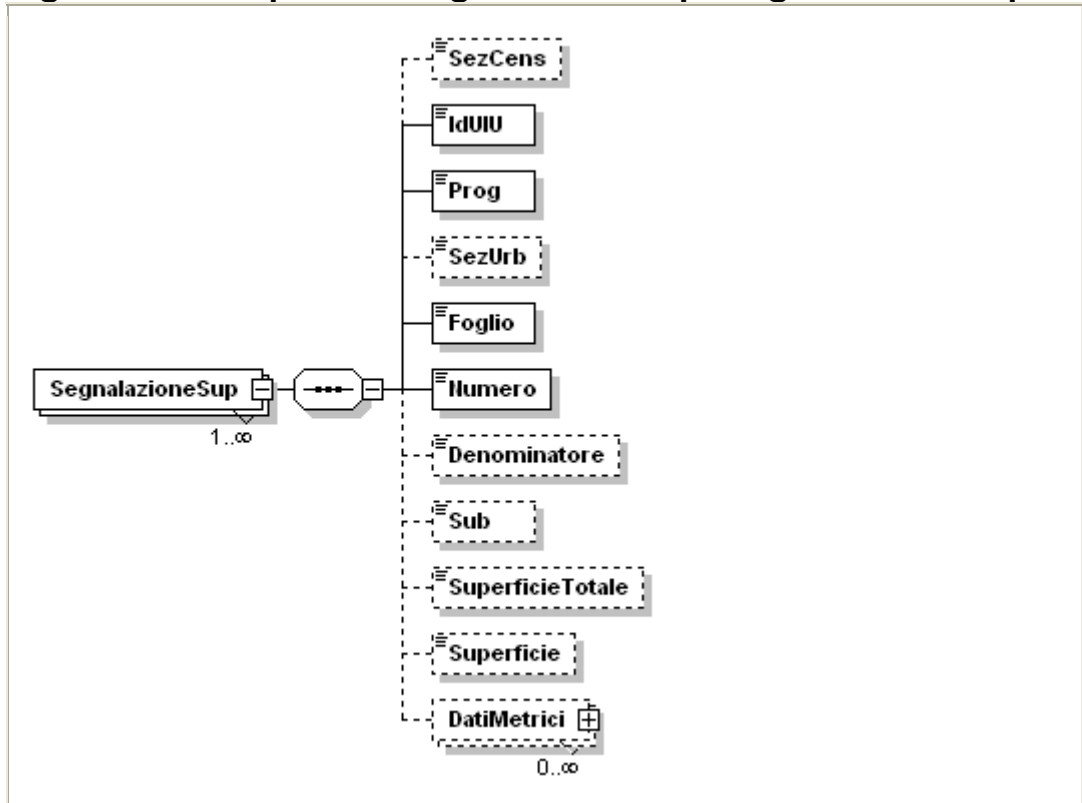 SezCens
IdUIU
Prog
SezUrb
Foglio
SegnalazioneSup
1..∞
Numero
Denominatore
Sub
SuperficieTotale
Superficie
DatiMetrici
0..∞